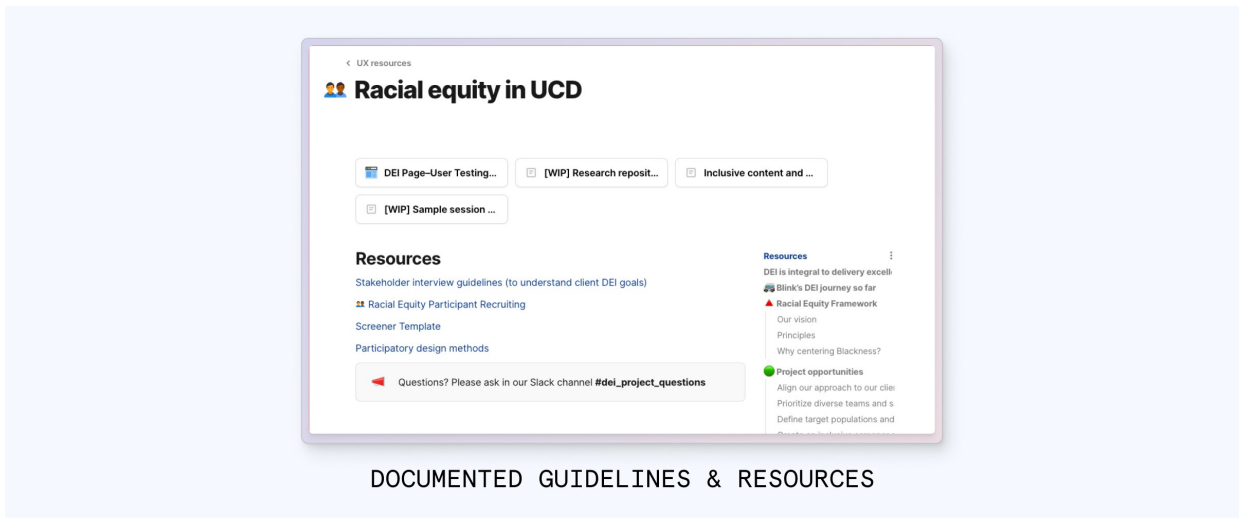 < UX resources
Racial equity in UCD
DEI Page–User Testing...
[WIP] Research reposit...
Inclusive content and ...
[WIP] Sample session ...
Resources
Stakeholder interview guidelines (to understand client DEI goals)
Racial Equity Participant Recruiting
Screener Template
Participatory design methods
Questions? Please ask in our Slack channel #dei_project_questions
Resources
DEI is integral to delivery excell
Blink's DEI journey so far
Racial Equity Framework
Our vision
Principles
Why centering Blackness?
Project opportunities
Align our approach to our clie
Prioritize diverse teams and s
Define target populations and
DOCUMENTED GUIDELINES & RESOURCES